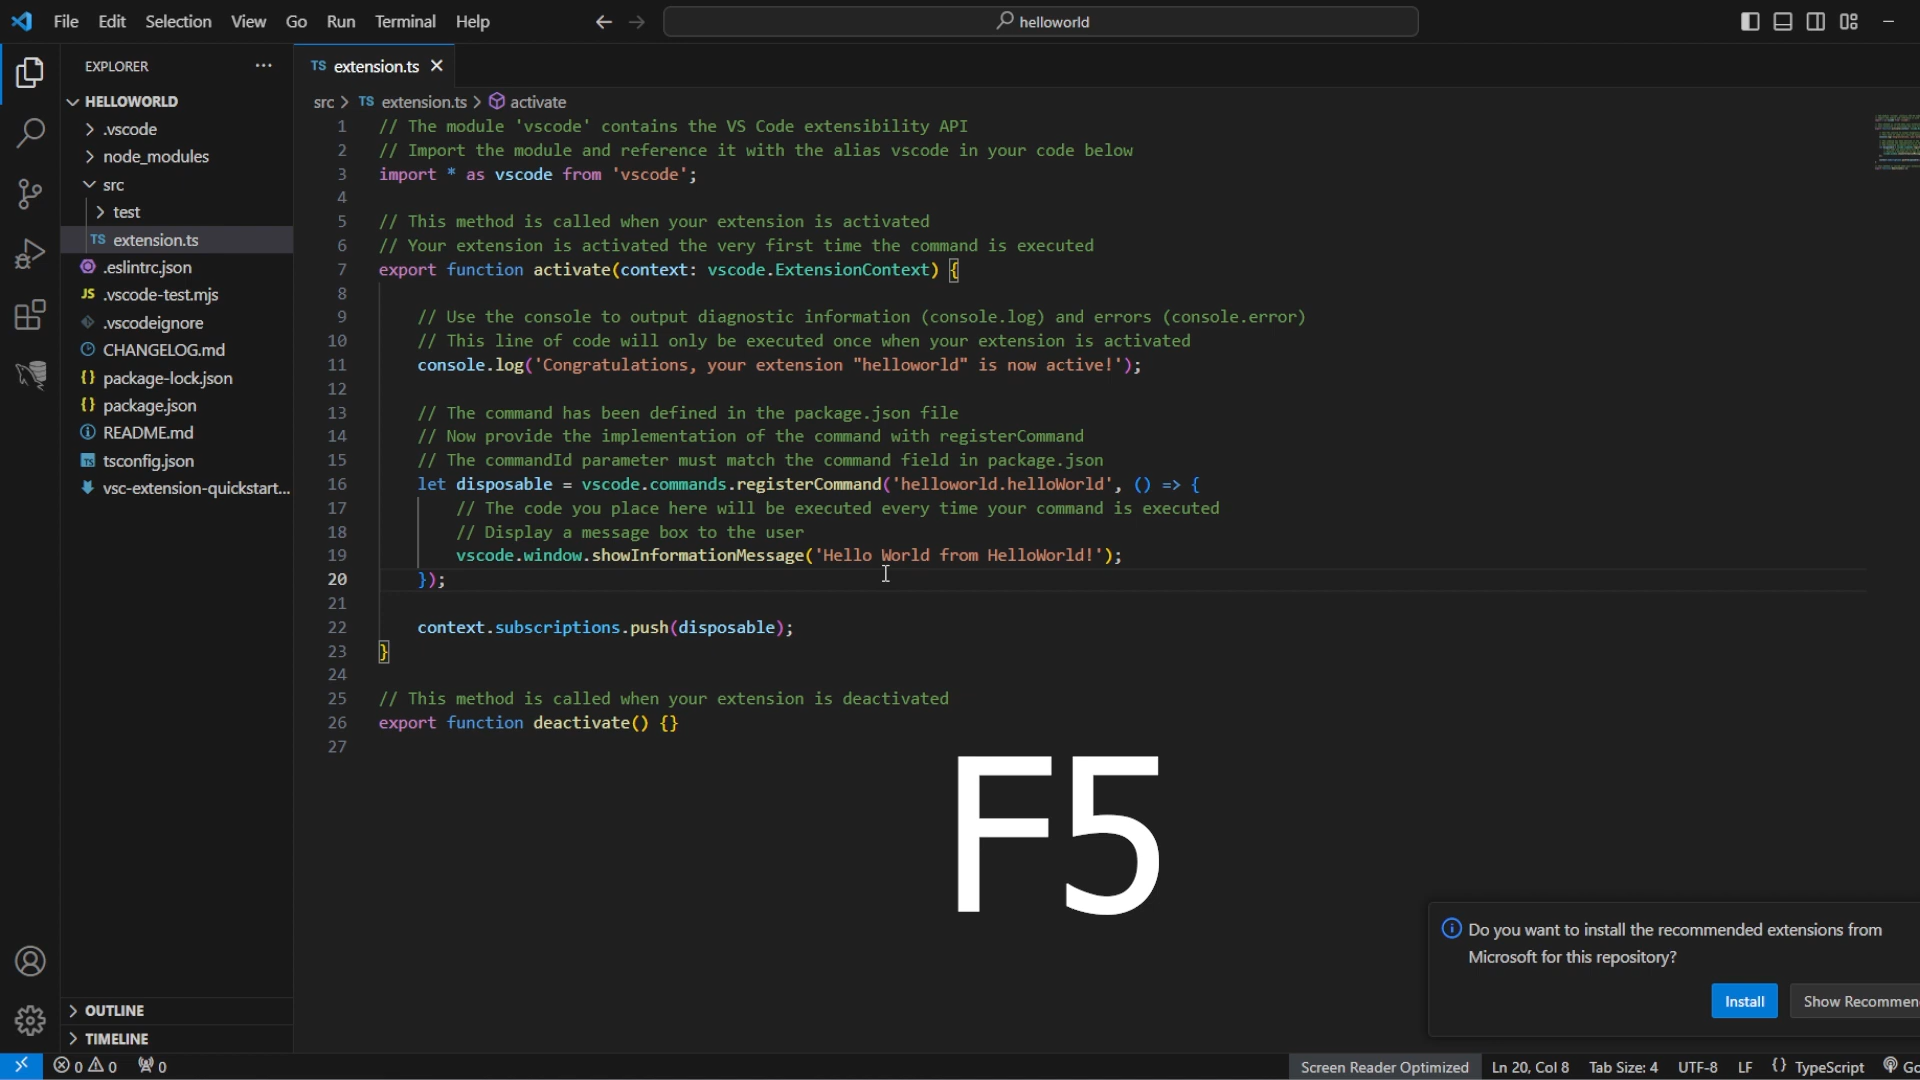 File Edit Selection View Go Run Terminal Help
helloworld
EXPLORER ...
TS extension.ts
HELLOWORLD
.vscode
node_modules
src
test
TS extension.ts
.eslintrc.json
JS .vscode-test.mjs
.vscodeignore
CHANGELOG.md
{} package-lock.json
{} package.json
README.md
TS tsconfig.json
vsc-extension-quickstart...
OUTLINE
TIMELINE
src > TS extension.ts > activate
1 // The module 'vscode' contains the VS Code extensibility API
2 // Import the module and reference it with the alias vscode in your code below
3 import * as vscode from 'vscode';
4
5 // This method is called when your extension is activated
6 // Your extension is activated the very first time the command is executed
7 export function activate(context: vscode.ExtensionContext) {
8
9 // Use the console to output diagnostic information (console.log) and errors (console.error)
10 // This line of code will only be executed once when your extension is activated
11 console.log('Congratulations, your extension "helloworld" is now active!');
12
13 // The command has been defined in the package.json file
14 // Now provide the implementation of the command with registerCommand
15 // The commandId parameter must match the command field in package.json
16 let disposable = vscode.commands.registerCommand('helloworld.helloWorld', () => {
17 // The code you place here will be executed every time your command is executed
18 // Display a message box to the user
19 vscode.window.showInformationMessage('Hello World from HelloWorld!');
20 });
21
22 context.subscriptions.push(disposable);
23 }
24
25 // This method is called when your extension is deactivated
26 export function deactivate() {}
27
F5
Do you want to install the recommended extensions from
Microsoft for this repository?
Install Show Recommen
0 0 0 Screen Reader Optimized Ln 20, Col 8 Tab Size: 4 UTF-8 LF {} TypeScript Go